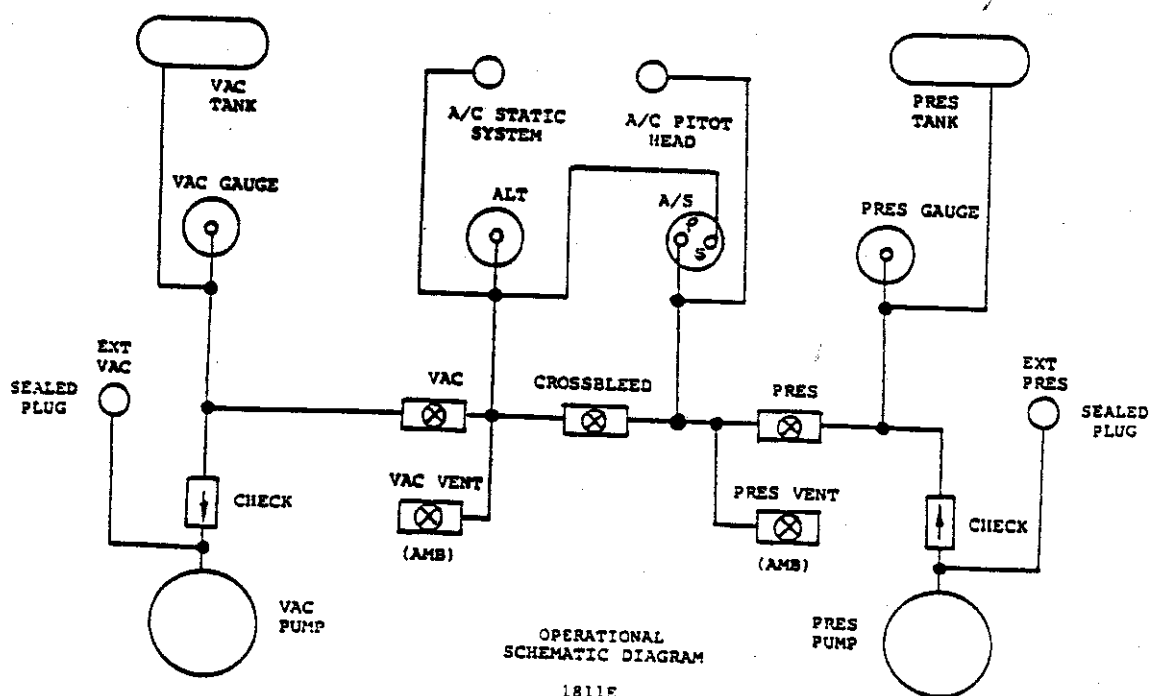 VAC
TANK
A/C STATIC
SYSTEM
A/C PITOT
HEAD
PRES
TANK
VAC GAUGE
ALT
A/S
P
S
PRES GAUGE
EXT
VAC
SEALED
PLUG
VAC
CROSSBLEED
PRES
EXT
PRES
SEALED
PLUG
CHECK
VAC VENT
(AMB)
PRES VENT
(AMB)
CHECK
VAC
PUMP
PRES
PUMP
OPERATIONAL
SCHEMATIC DIAGRAM